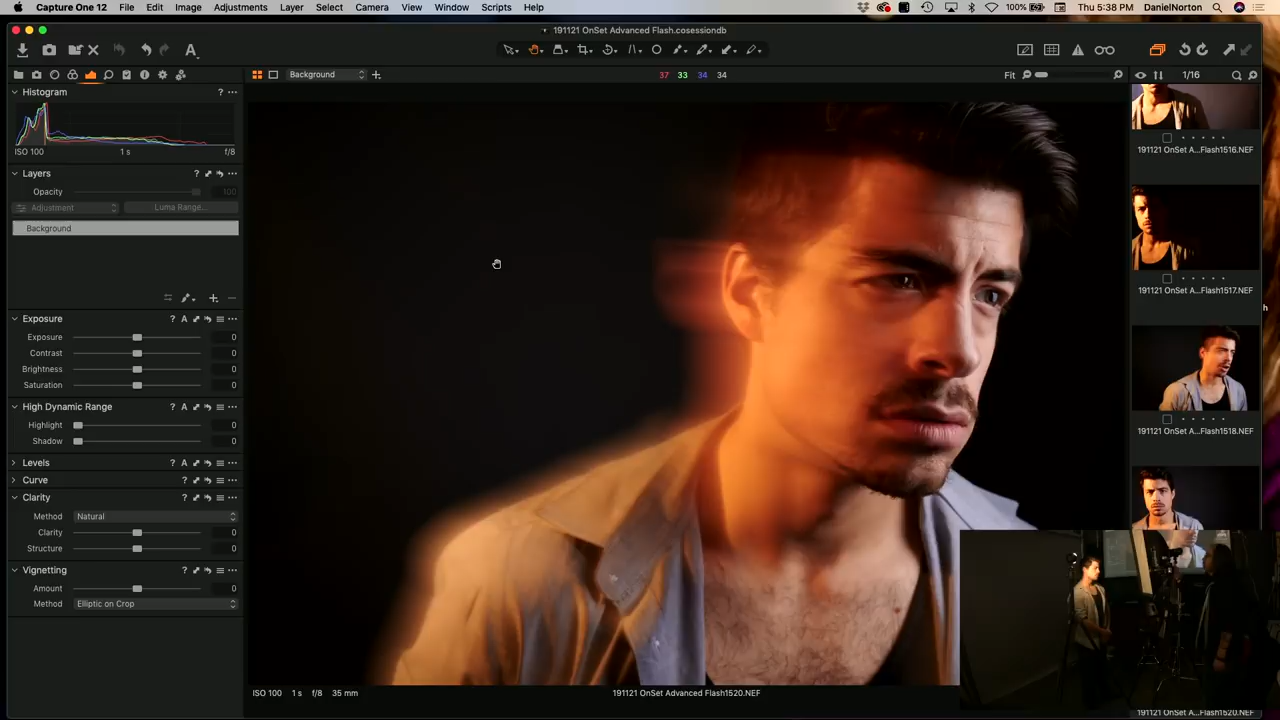 Capture One 12 File Edit Image Adjustments Layer Select Camera View Window Scripts Help 100% Thu 5:38 PM DanielNorton
191121 OnSet Advanced Flash.cosessiondb
Background 37 33 34 34 Fit 1/16
Histogram ?
ISO 100 1 s f/8
Layers ?
Opacity 100
Adjustment Luma Range...
Background
Exposure ? A
Exposure 0
Contrast 0
Brightness 0
Saturation 0
High Dynamic Range ? A
Highlight 0
Shadow 0
Levels ? A
Curve ?
Clarity ?
Method Natural
Clarity 0
Structure 0
Vignetting ?
Amount 0
Method Elliptic on Crop
ISO 100 1 s f/8 35 mm 191121 OnSet Advanced Flash1520.NEF
191121 OnSet A...Flash1516.NEF
191121 OnSet A...Flash1517.NEF
191121 OnSet A...Flash1518.NEF
191121 OnSet A...Flash1520.NEF